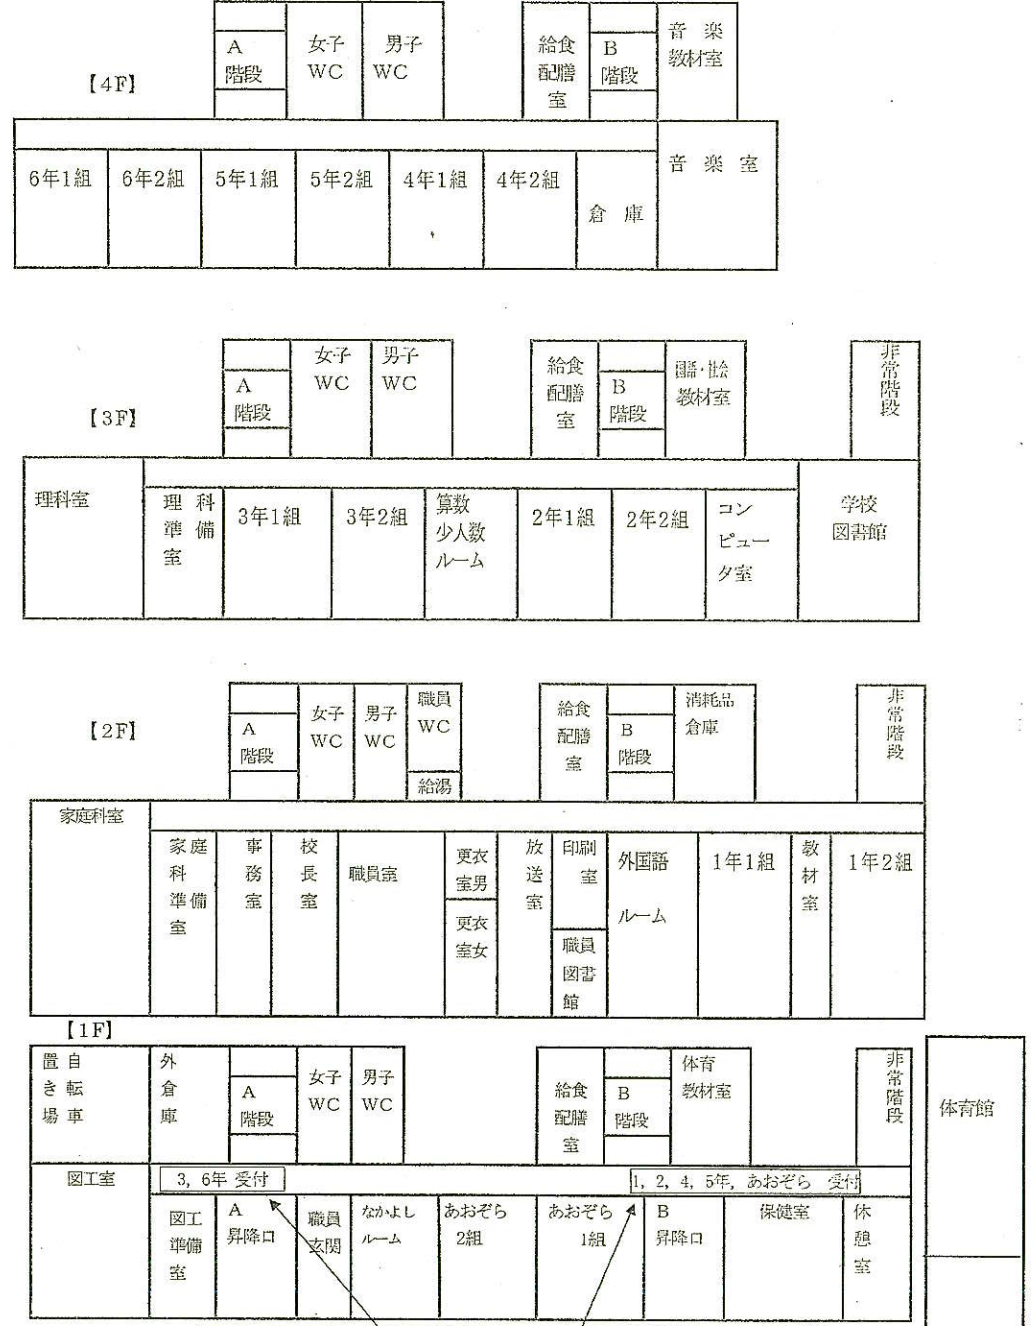 【4F】
A
階段
女子
WC
男子
WC
給食
配膳
室
B
階段
音 楽
教材室
6年1組
6年2組
5年1組
5年2組
4年1組
4年2組
倉 庫
音 楽 室
【3F】
A
階段
女子
WC
男子
WC
給食
配膳
室
B
階段
国語・社会
教材室
非常階段
理科室
理 科
準 備
室
3年1組
3年2組
算数
少人数
ルーム
2年1組
2年2組
コン
ピュー
タ室
学校
図書館
【2F】
A
階段
女子
WC
男子
WC
職員
WC
給湯
給食
配膳
室
B
階段
消耗品
倉庫
非常階段
家庭科室
家 庭
科
準 備
室
事務室
校長室
職員室
更衣
室男
更衣
室女
放送室
印刷
室
職員
図書
館
外国語
ルーム
1年1組
教材室
1年2組
【1F】
自転車
置き場
外倉庫
A
階段
女子
WC
男子
WC
給食
配膳
室
B
階段
体育
教材室
非常階段
体育館
図工室
3, 6年 受付
1, 2, 4, 5年, あおぞら 受付
図工
準備
室
A
昇降口
職員
玄関
なかよし
ルーム
あおぞら
2組
あおぞら
1組
B
昇降口
保健室
休憩室